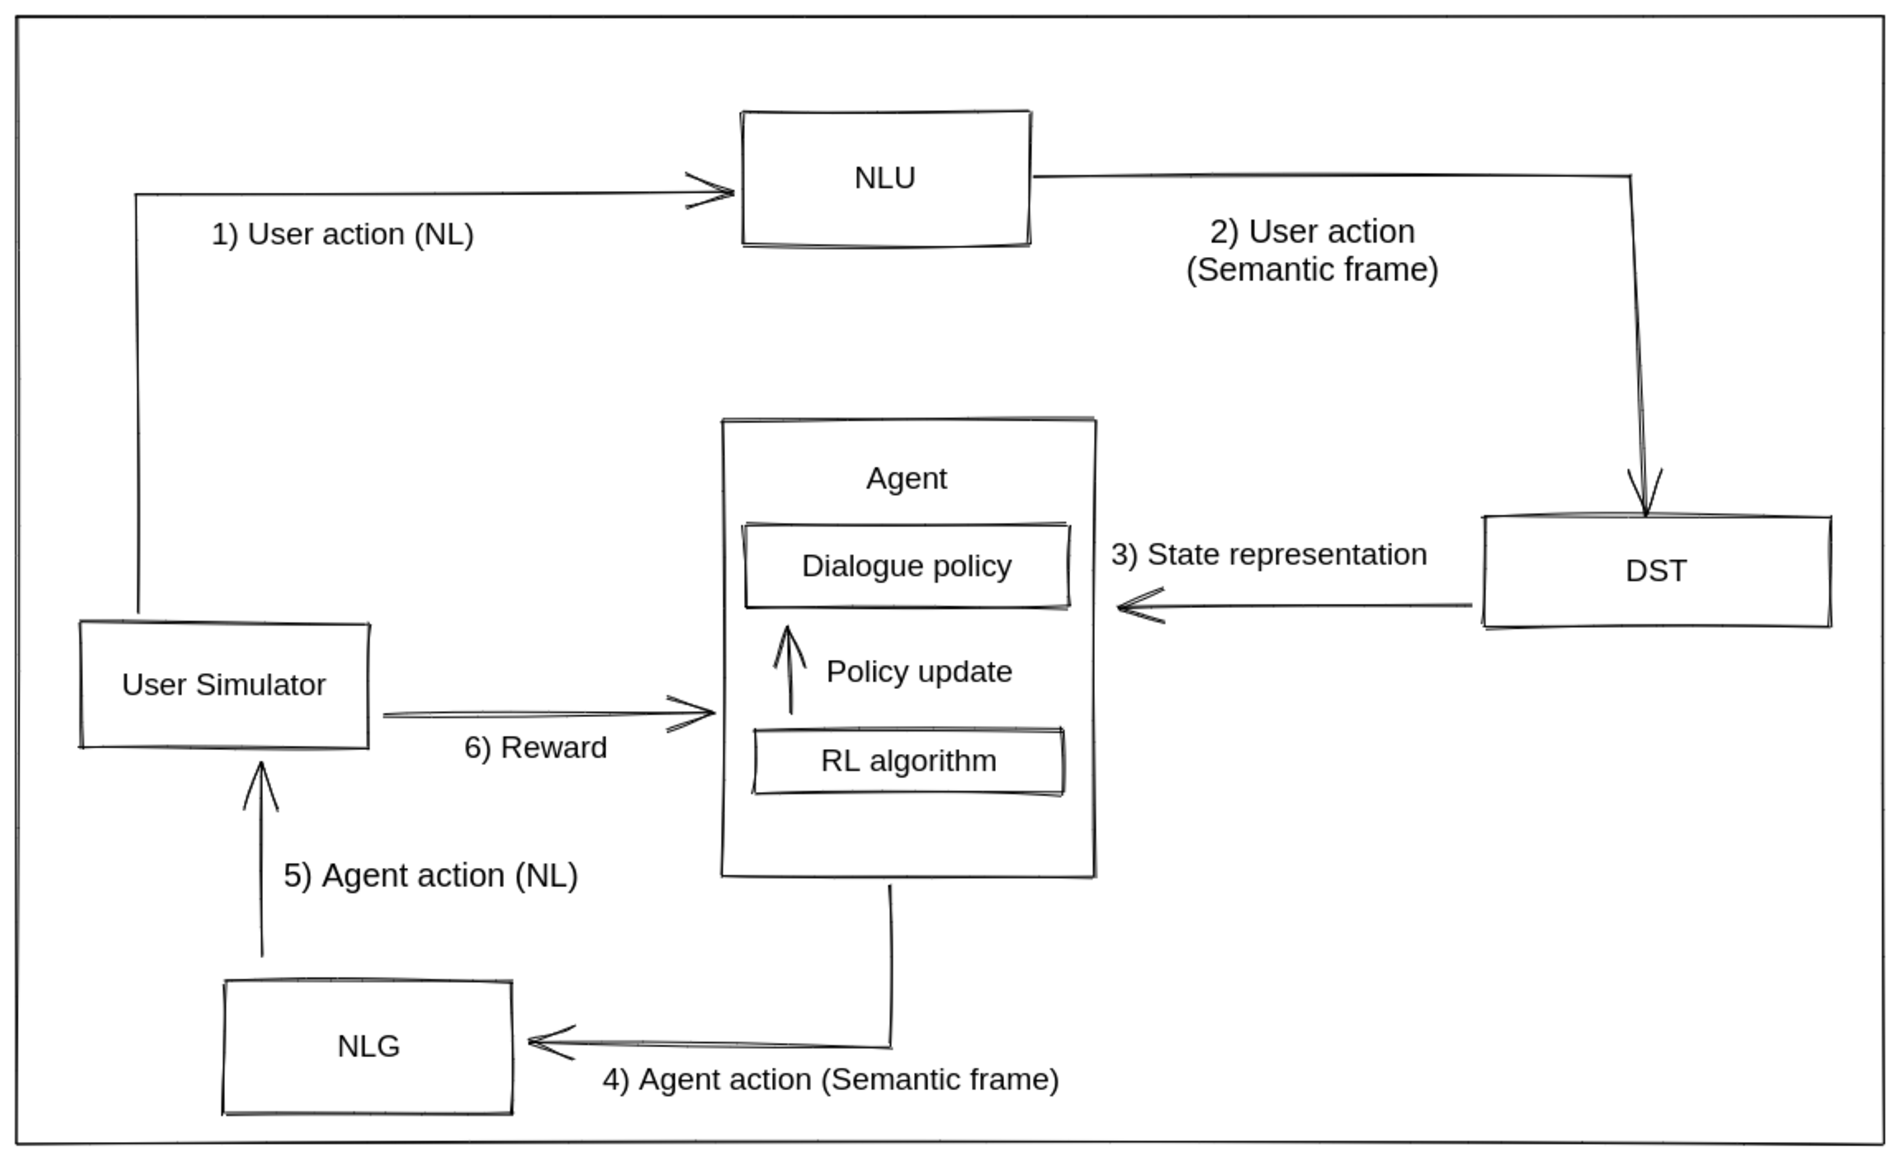 NLU
1) User action (NL)
2) User action
(Semantic frame)
Agent
Dialogue policy
3) State representation
DST
Policy update
User Simulator
6) Reward
RL algorithm
5) Agent action (NL)
NLG
4) Agent action (Semantic frame)